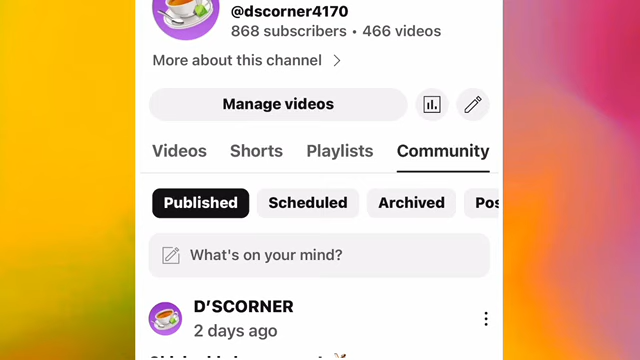 @dscorner4170
868 subscribers • 466 videos
More about this channel
Manage videos
Videos Shorts Playlists Community
Published Scheduled Archived Pos
What's on your mind?
D'SCORNER
2 days ago